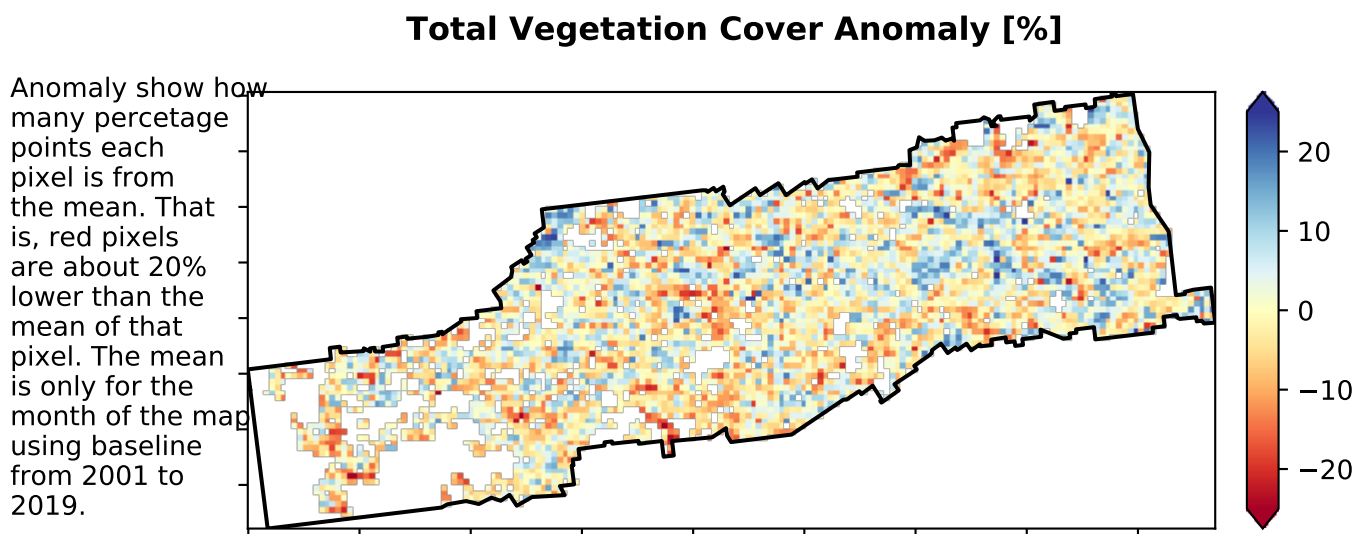 Total Vegetation Cover Anomaly [%]
Anomaly show how
many percetage
points each
pixel is from
the mean. That
is, red pixels
are about 20%
lower than the
mean of that
pixel. The mean
is only for the
month of the map
using baseline
from 2001 to
2019.
20
10
0
−10
−20